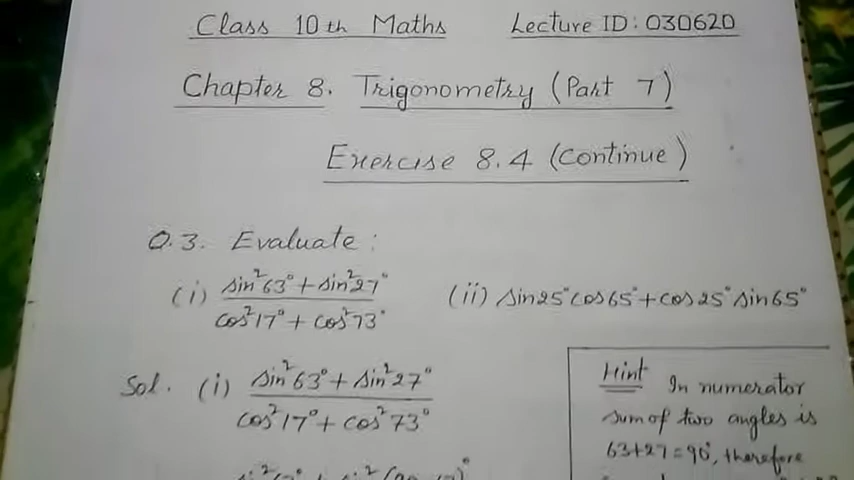 Class 10th Maths Lecture ID: 030620
Chapter 8. Trigonometry (Part 7)
Exercise 8.4 (Continue)
Q.3. Evaluate:
(i) sin²63°+sin²27° / cos²17°+cos²73° (ii) sin25°cos65°+cos25°sin65°
Sol. (i) sin²63°+sin²27° / cos²17°+cos²73°
Hint In numerator
sum of two angles is
63+27=90°, therefore